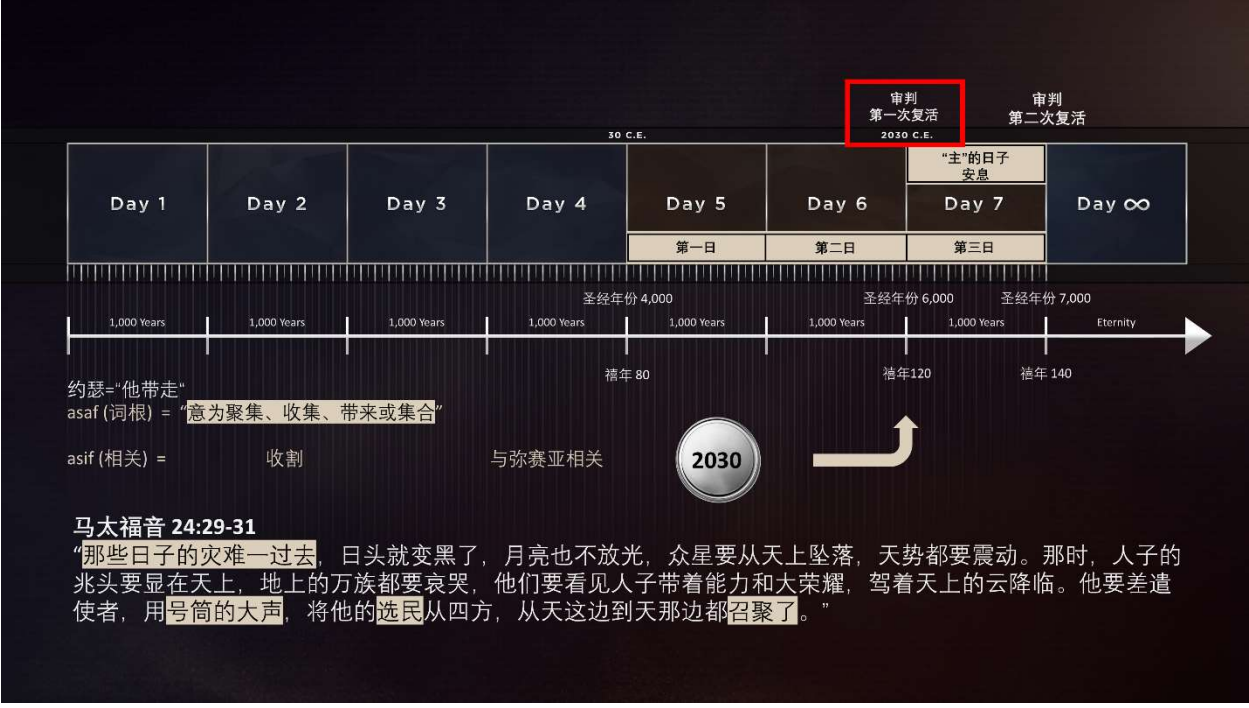 审判
第一次复活
2030 C.E.
审判
第二次复活
30 C.E.
"主"的日子
安息
Day 1
Day 2
Day 3
Day 4
Day 5
Day 6
Day 7
Day ∞
第一日
第二日
第三日
圣经年份 4,000
圣经年份 6,000
圣经年份 7,000
1,000 Years
1,000 Years
1,000 Years
1,000 Years
1,000 Years
1,000 Years
1,000 Years
Eternity
禧年 80
禧年120
禧年 140
约瑟="他带走"
asaf (词根) = "意为聚集、收集、带来或集合"
asif (相关) = 收割 与弥赛亚相关
2030
马太福音 24:29-31
"那些日子的灾难一过去，日头就变黑了，月亮也不放光，众星要从天上坠落，天势都要震动。那时，人子的
兆头要显在天上，地上的万族都要哀哭，他们要看见人子带着能力和大荣耀，驾着天上的云降临。他要差遣
使者，用号筒的大声，将他的选民从四方，从天这边到天那边都召聚了。"